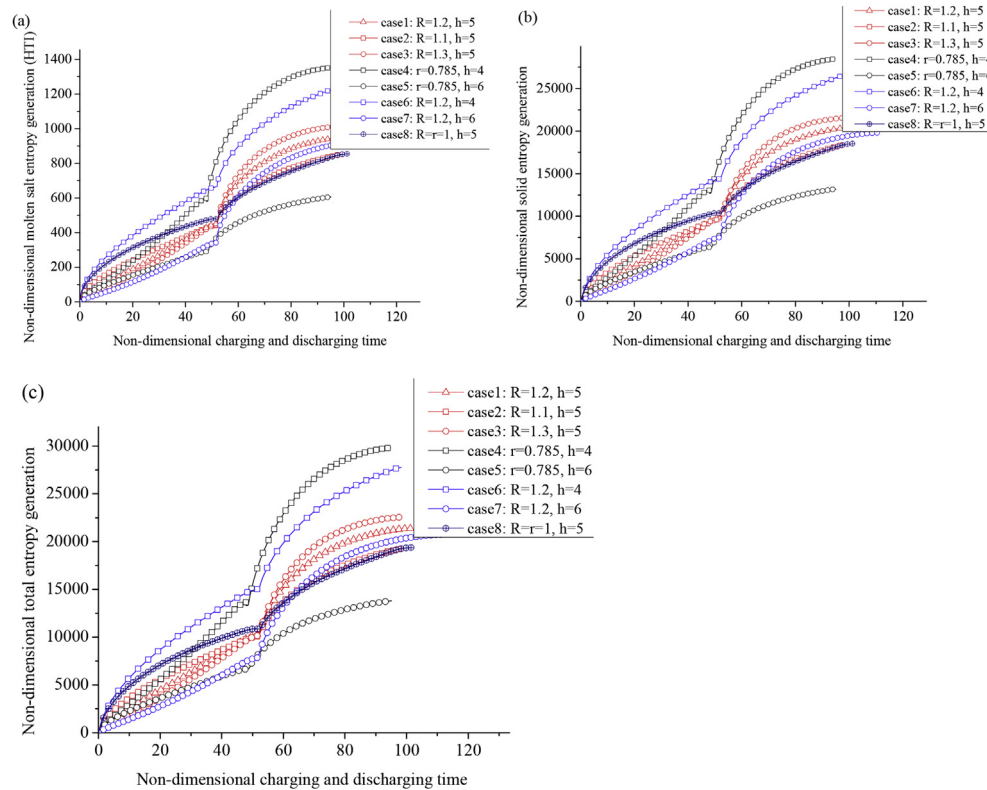 (a)
case1: R=1.2, h=5
case2: R=1.1, h=5
case3: R=1.3, h=5
case4: r=0.785, h=4
case5: r=0.785, h=6
case6: R=1.2, h=4
case7: R=1.2, h=6
case8: R=r=1, h=5
Non-dimensional molten salt entropy generation (HTI)
1400
1200
1000
800
600
400
200
0
0 20 40 60 80 100 120
Non-dimensional charging and discharging time
(b)
case1: R=1.2, h=5
case2: R=1.1, h=5
case3: R=1.3, h=5
case4: r=0.785, h=
case5: r=0.785, h=
case6: R=1.2, h=4
case7: R=1.2, h=6
case8: R=r=1, h=5
Non-dimensional solid entropy generation
25000
20000
15000
10000
5000
0
0 20 40 60 80 100 120
Non-dimensional charging and discharging time
(c)
case1: R=1.2, h=5
case2: R=1.1, h=5
case3: R=1.3, h=5
case4: r=0.785, h=4
case5: r=0.785, h=6
case6: R=1.2, h=4
case7: R=1.2, h=6
case8: R=r=1, h=5
Non-dimensional total entropy generation
30000
25000
20000
15000
10000
5000
0
0 20 40 60 80 100 120
Non-dimensional charging and discharging time